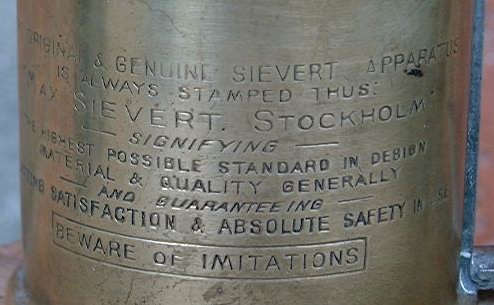 ORIGINAL & GENUINE SIEVERT APPARATUS
IS ALWAYS STAMPED THUS:
MAX SIEVERT. STOCKHOLM"
SIGNIFYING
HIGHEST POSSIBLE STANDARD IN DESIGN
MATERIAL & QUALITY GENERALLY
AND GUARANTEEING
SATISFACTION & ABSOLUTE SAFETY IN USE
BEWARE OF IMITATIONS